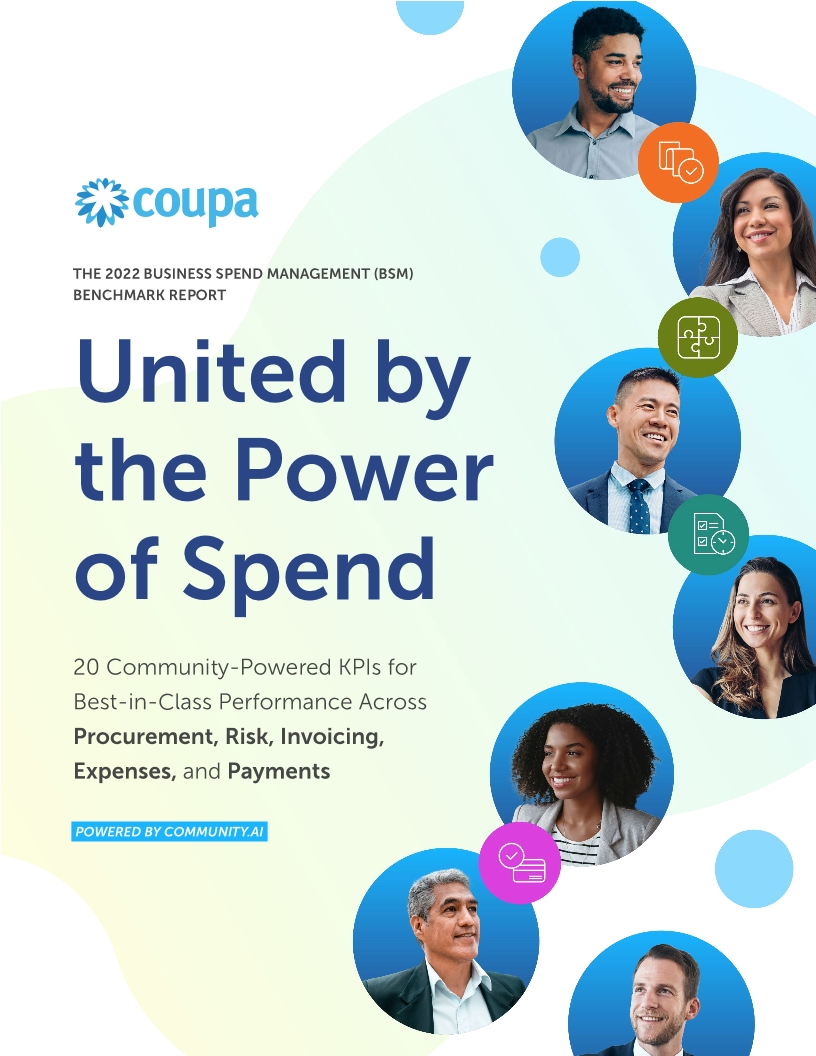 coupa
THE 2022 BUSINESS SPEND MANAGEMENT (BSM)
BENCHMARK REPORT
United by
the Power
of Spend
20 Community-Powered KPIs for
Best-in-Class Performance Across
Procurement, Risk, Invoicing,
Expenses, and Payments
POWERED BY COMMUNITY.AI